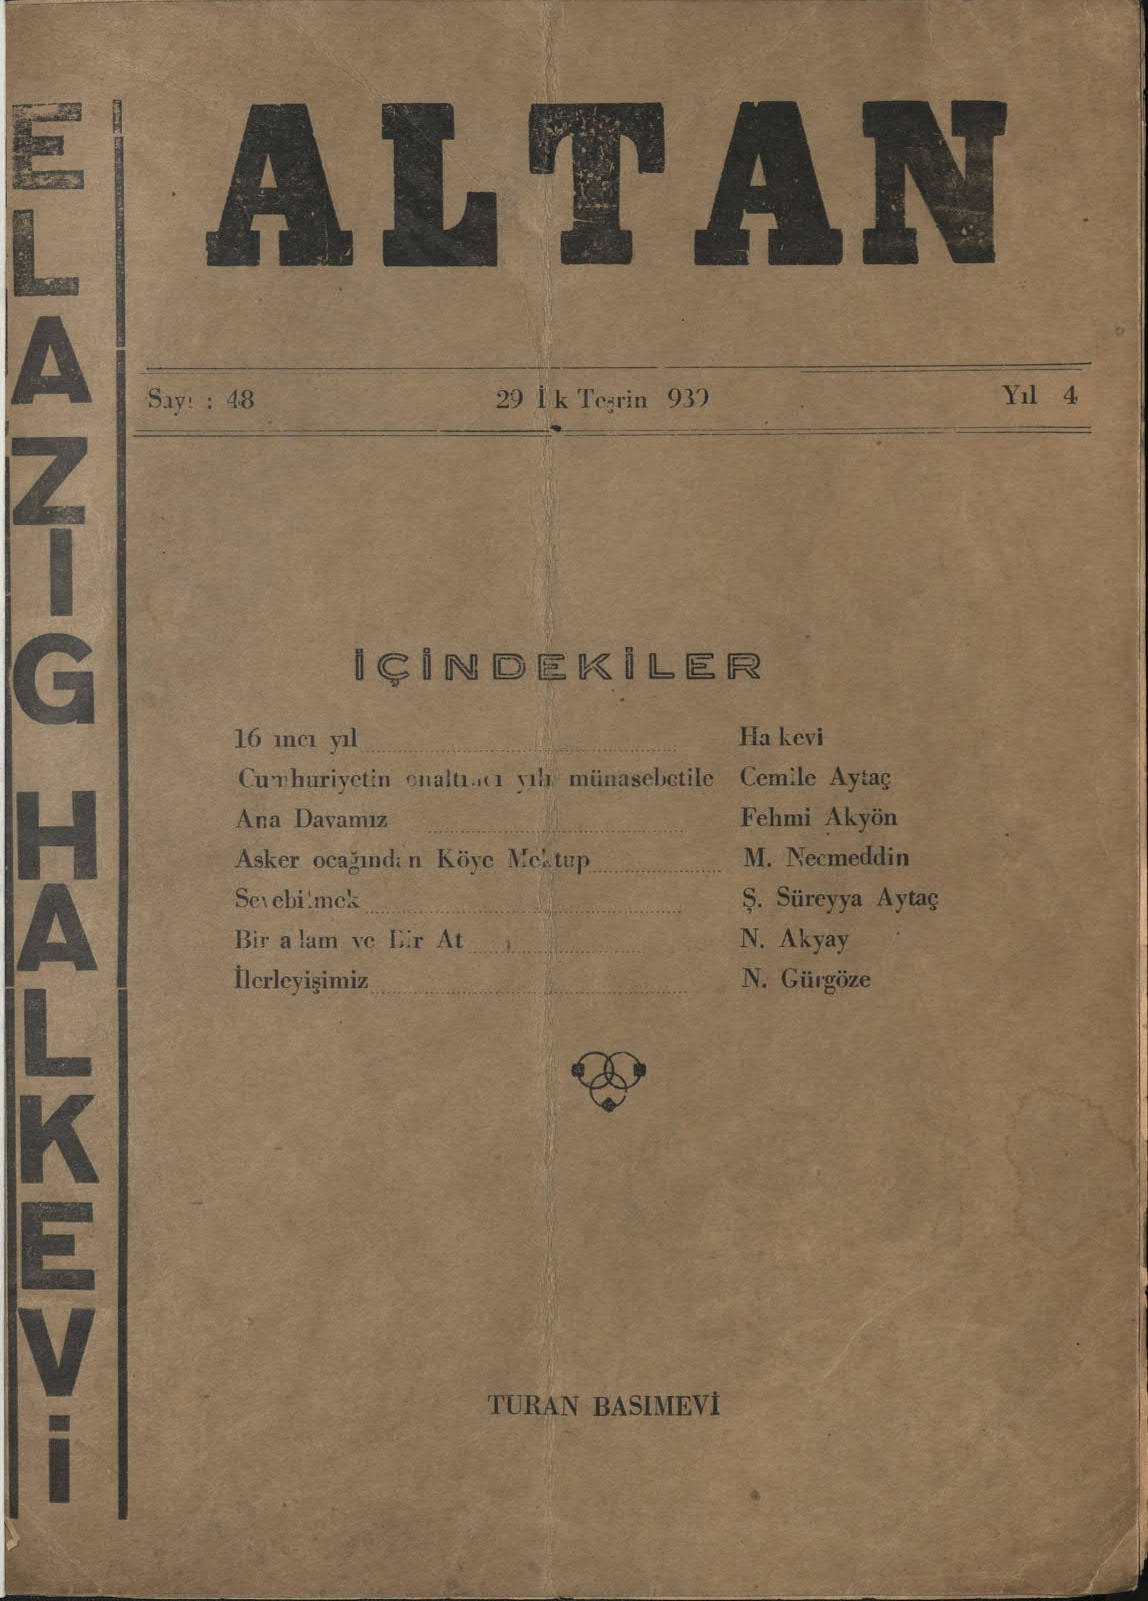 ELAZIG HALKEVİ
ALTAN
Sayı : 48 29 İlk Teşrin 939 Yıl 4
İÇİNDEKİLER
16 ıncı yıl Halkevi
Cumhuriyetin onaltıncı yılı münasebetile Cemile Aytaç
Ana Davamız Fehmi Akyön
Asker ocağından Köye Mektup M. Necmeddin
Sevebilmek Ş. Süreyya Aytaç
Bir adam ve Bir At N. Akyay
İlerleyişimiz N. Gürgöze
TURAN BASIMEVİ